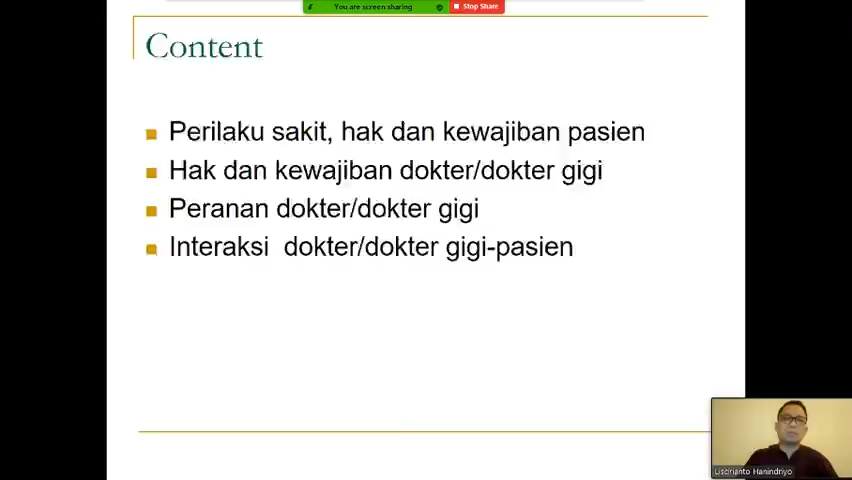 You are screen sharing
Stop Share
Content
Perilaku sakit, hak dan kewajiban pasien
Hak dan kewajiban dokter/dokter gigi
Peranan dokter/dokter gigi
Interaksi dokter/dokter gigi-pasien
Lisdrianto Hanindriyo